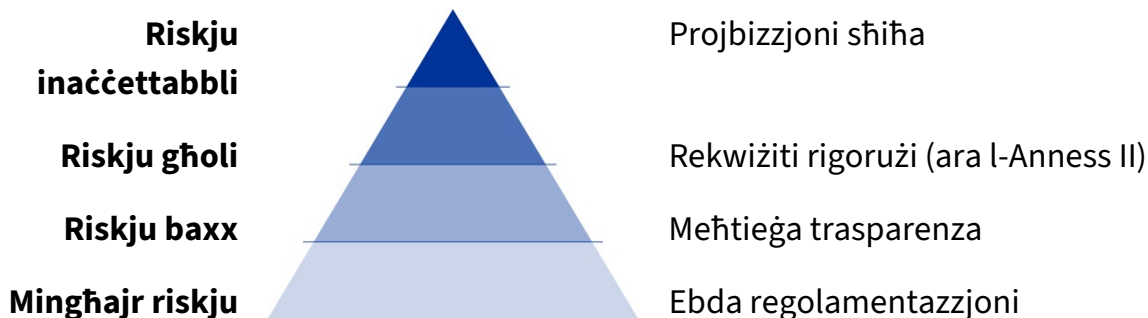 Riskju
inaċċettabbli
Projbizzjoni sħiħa
Riskju għoli
Rekwiżiti rigorużi (ara l-Anness II)
Riskju baxx
Meħtieġa trasparenza
Mingħajr riskju
Ebda regolamentazzjoni